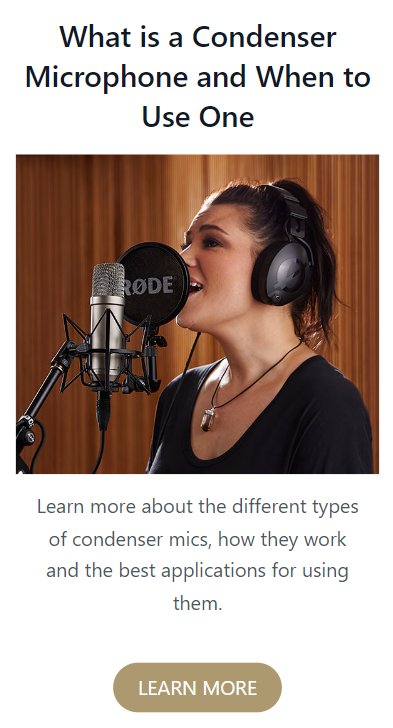 What is a Condenser
Microphone and When to
Use One
RØDE
Learn more about the different types
of condenser mics, how they work
and the best applications for using
them.
LEARN MORE